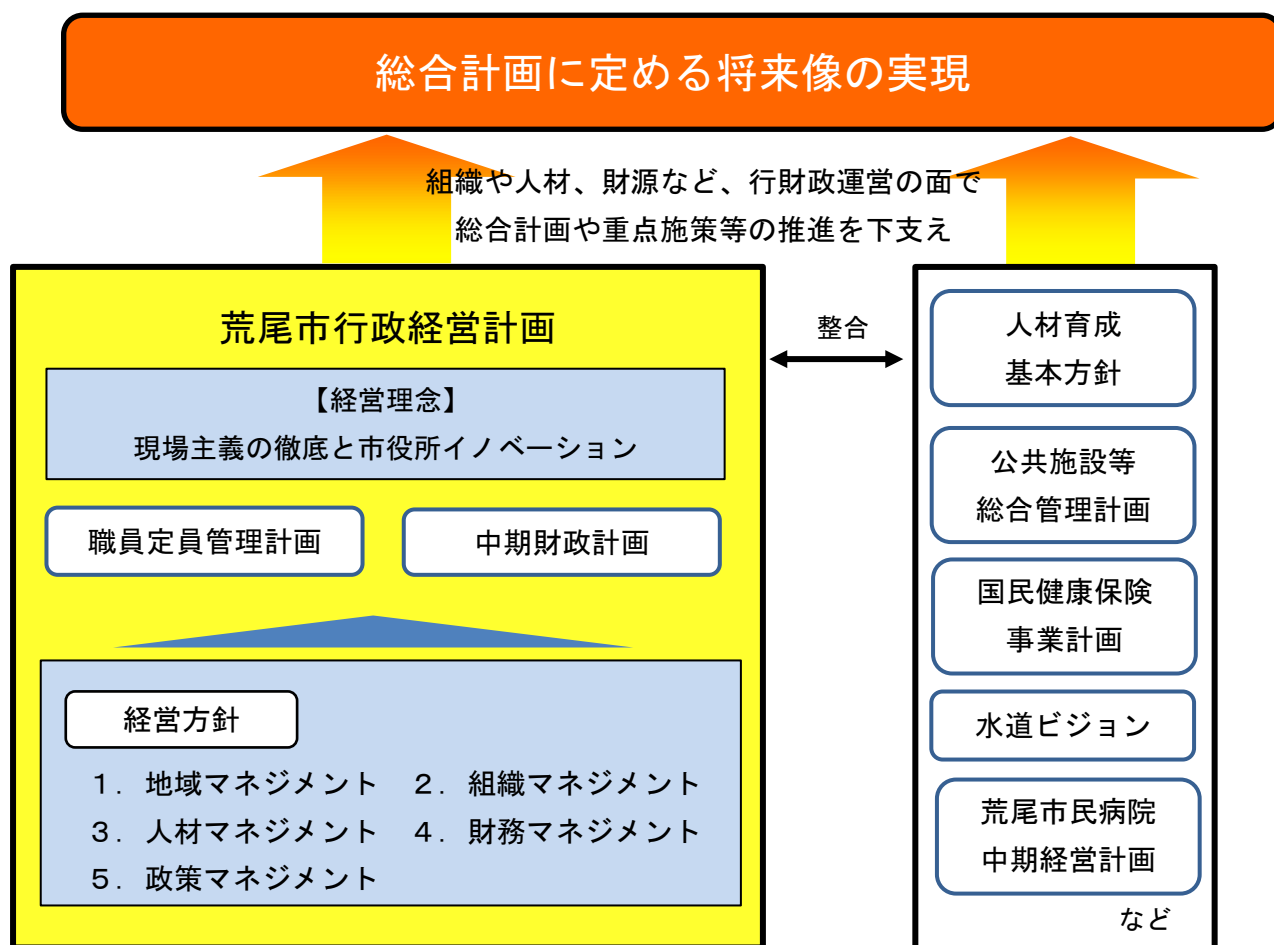 総合計画に定める将来像の実現
組織や人材、財源など、行財政運営の面で
総合計画や重点施策等の推進を下支え
荒尾市行政経営計画
【経営理念】
現場主義の徹底と市役所イノベーション
職員定員管理計画
中期財政計画
経営方針
１．地域マネジメント　２．組織マネジメント
３．人材マネジメント　４．財務マネジメント
５．政策マネジメント
整合
人材育成
基本方針
公共施設等
総合管理計画
国民健康保険
事業計画
水道ビジョン
荒尾市民病院
中期経営計画
など